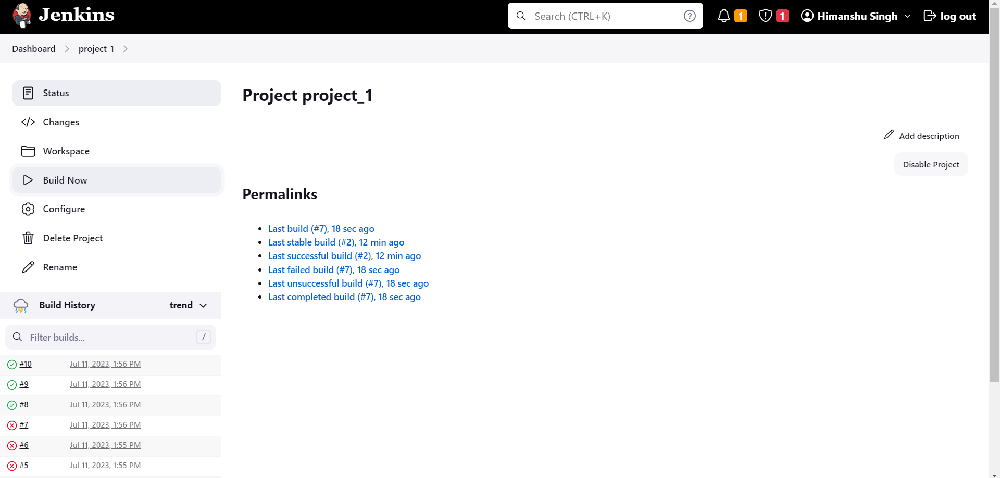 Jenkins
Search (CTRL+K)
?
1
1
Himanshu Singh
log out
Dashboard
project_1
Status
Changes
Workspace
Build Now
Configure
Delete Project
Rename
Build History
trend
Filter builds...
/
#10 Jul 11, 2023, 1:56 PM
#9 Jul 11, 2023, 1:56 PM
#8 Jul 11, 2023, 1:56 PM
#7 Jul 11, 2023, 1:56 PM
#6 Jul 11, 2023, 1:55 PM
#5 Jul 11, 2023, 1:55 PM
Project project_1
Add description
Disable Project
Permalinks
Last build (#7), 18 sec ago
Last stable build (#2), 12 min ago
Last successful build (#2), 12 min ago
Last failed build (#7), 18 sec ago
Last unsuccessful build (#7), 18 sec ago
Last completed build (#7), 18 sec ago